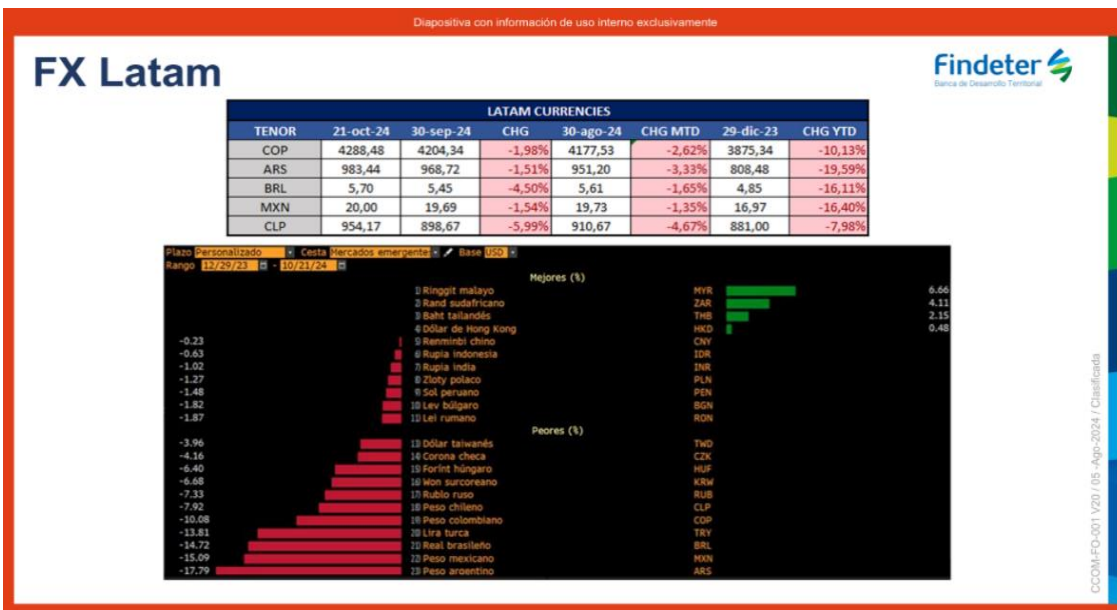 Diapositiva con información de uso interno exclusivamente
FX Latam
Findeter
Banca de Desarrollo Territorial
LATAM CURRENCIES
TENOR 21-oct-24 30-sep-24 CHG 30-ago-24 CHG MTD 29-dic-23 CHG YTD
COP 4288,48 4204,34 -1,98% 4177,53 -2,62% 3875,34 -10,13%
ARS 983,44 968,72 -1,51% 951,20 -3,33% 808,48 -19,59%
BRL 5,70 5,45 -4,50% 5,61 -1,65% 4,85 -16,11%
MXN 20,00 19,69 -1,54% 19,73 -1,35% 16,97 -16,40%
CLP 954,17 898,67 -5,99% 910,67 -4,67% 881,00 -7,98%
Plazo Personalizado Cesta Mercados emergentes Base USD
Rango 12/29/23 - 10/21/24
Mejores (%)
1) Ringgit malayo MYR 6.66
2) Rand sudafricano ZAR 4.11
3) Baht tailandés THB 2.15
4) Dólar de Hong Kong HKD 0.48
-0.23 5) Renminbi chino CNY
-0.63 6) Rupia indonesia IDR
-1.02 7) Rupia india INR
-1.27 8) Zloty polaco PLN
-1.48 9) Sol peruano PEN
-1.82 10) Lev búlgaro BGN
-1.87 11) Lei rumano RON
Peores (%)
-3.96 13) Dólar taiwanés TWD
-4.16 14) Corona checa CZK
-6.40 15) Forint húngaro HUF
-6.68 16) Won surcoreano KRW
-7.33 17) Rublo ruso RUB
-7.92 18) Peso chileno CLP
-10.08 19) Peso colombiano COP
-13.81 20) Lira turca TRY
-14.72 21) Real brasileño BRL
-15.09 22) Peso mexicano MXN
-17.79 23) Peso argentino ARS
CCOM-FO-001 V20 / 05 -Ago-2024 / Clasificada